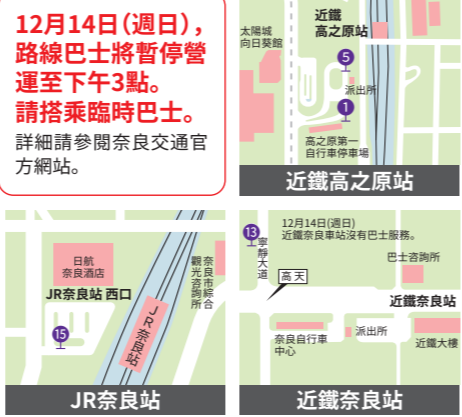 12月14日(週日),
路線巴士將暫停營
運至下午3點。
請搭乘臨時巴士。
詳細請參閱奈良交通官
方網站。
近鐵
高之原站
太陽城
向日葵館
5
派出所
1
高之原第一
自行車停車場
近鐵高之原站
日航
奈良酒店
JR奈良站 西口
奈良市綜合
觀光咨詢所
JR奈良站
15
JR奈良站
12月14日(週日)
近鐵奈良車站沒有巴士服務。
13
寧靜大道
巴士咨詢所
高天
近鐵奈良站
奈良自行車
中心
派出所
近鐵大樓
近鐵奈良站